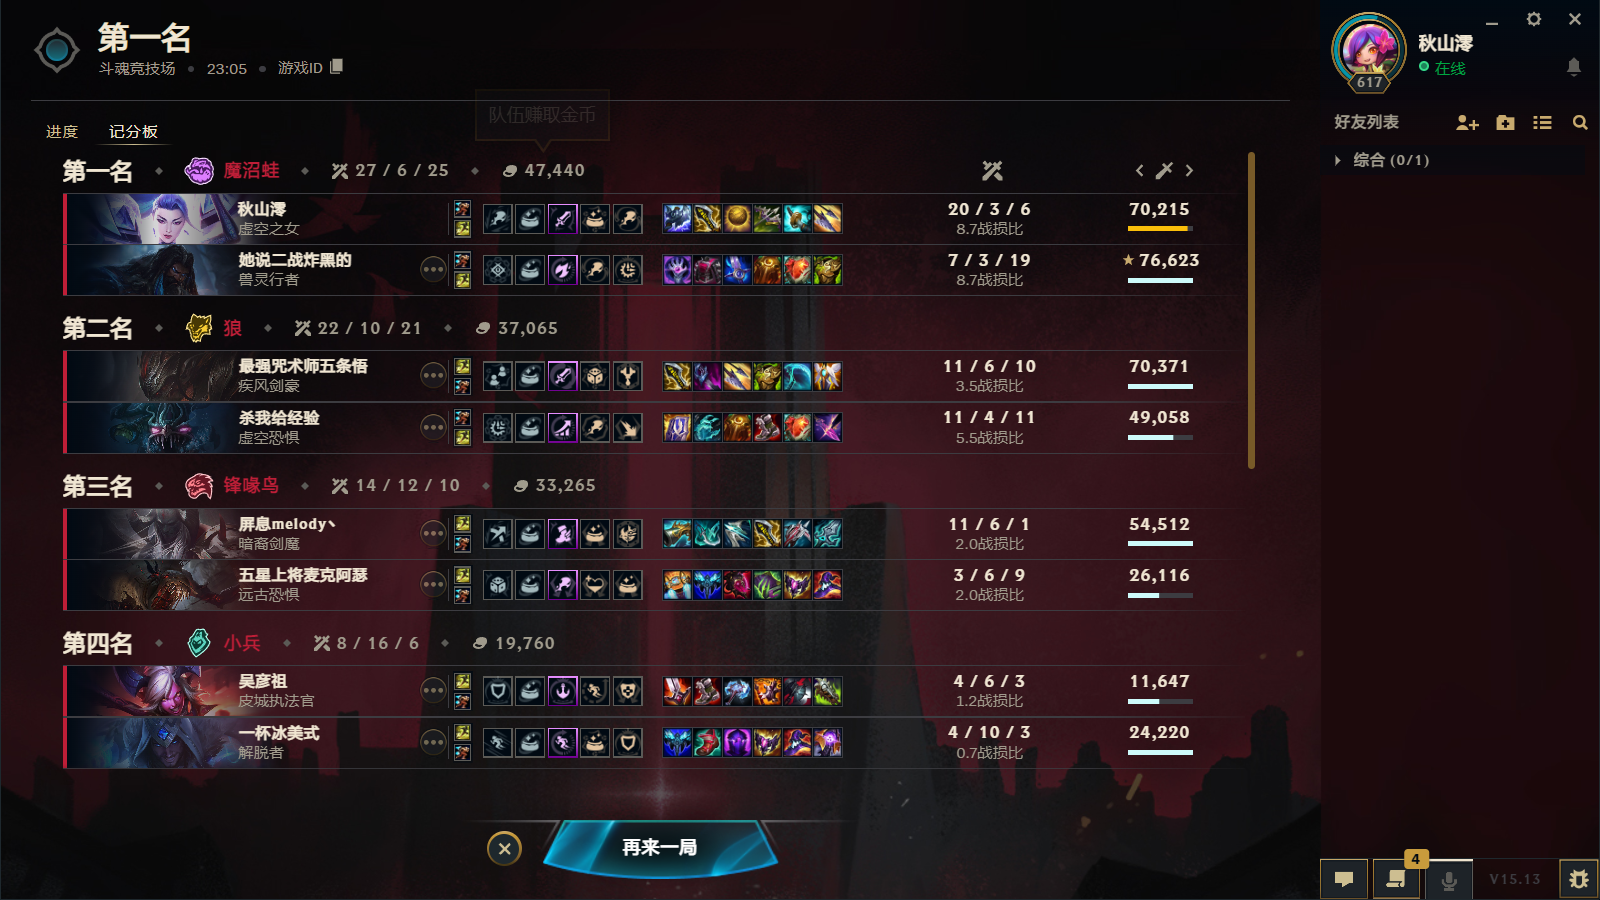 第一名
斗魂竞技场 • 23:05 • 游戏ID
秋山澪
在线
617
好友列表
综合 (0/1)
队伍赚取金币
进度 记分板
第一名 魔沼蛙 27 / 6 / 25 47,440
秋山澪 20 / 3 / 6 70,215
虚空之女 8.7战损比
她说二战炸黑的 7 / 3 / 19 76,623
兽灵行者 8.7战损比
第二名 狼 22 / 10 / 21 37,065
最强咒术师五条悟 11 / 6 / 10 70,371
疾风剑豪 3.5战损比
杀我给经验 11 / 4 / 11 49,058
虚空恐惧 5.5战损比
第三名 锋喙鸟 14 / 12 / 10 33,265
屏息melody丶 11 / 6 / 1 54,512
暗裔剑魔 2.0战损比
五星上将麦克阿瑟 3 / 6 / 9 26,116
远古恐惧 2.0战损比
第四名 小兵 8 / 16 / 6 19,760
吴彦祖 4 / 6 / 3 11,647
皮城执法官 1.2战损比
一杯冰美式 4 / 10 / 3 24,220
解脱者 0.7战损比
再来一局
4
V15.13